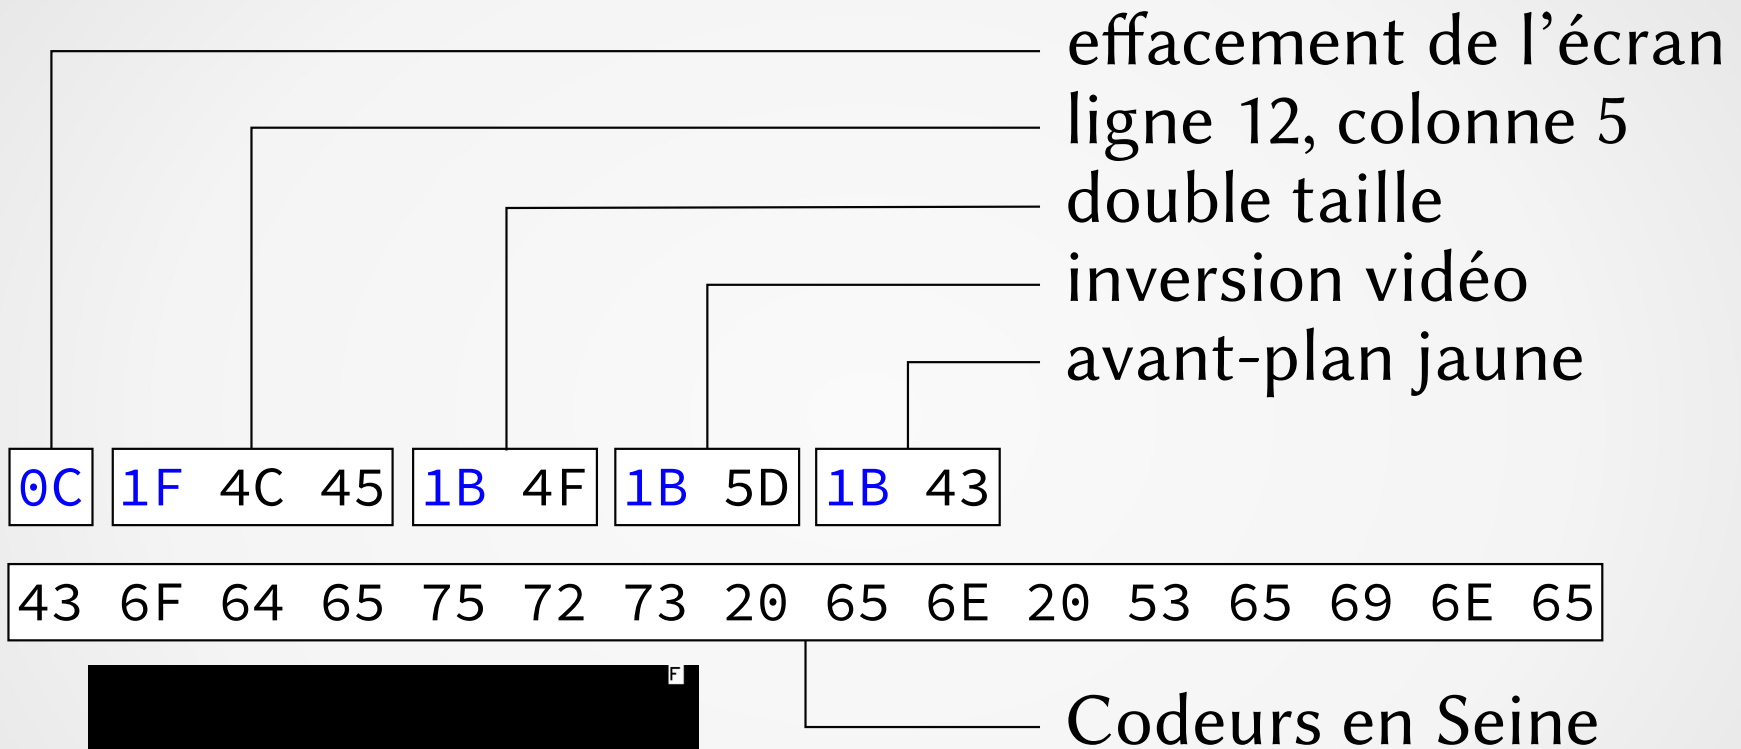 effacement de l’écran
ligne 12, colonne 5
double taille
inversion vidéo
avant-plan jaune
0C 1F 4C 45 1B 4F 1B 5D 1B 43
43 6F 64 65 75 72 73 20 65 6E 20 53 65 69 6E 65
F
Codeurs en Seine